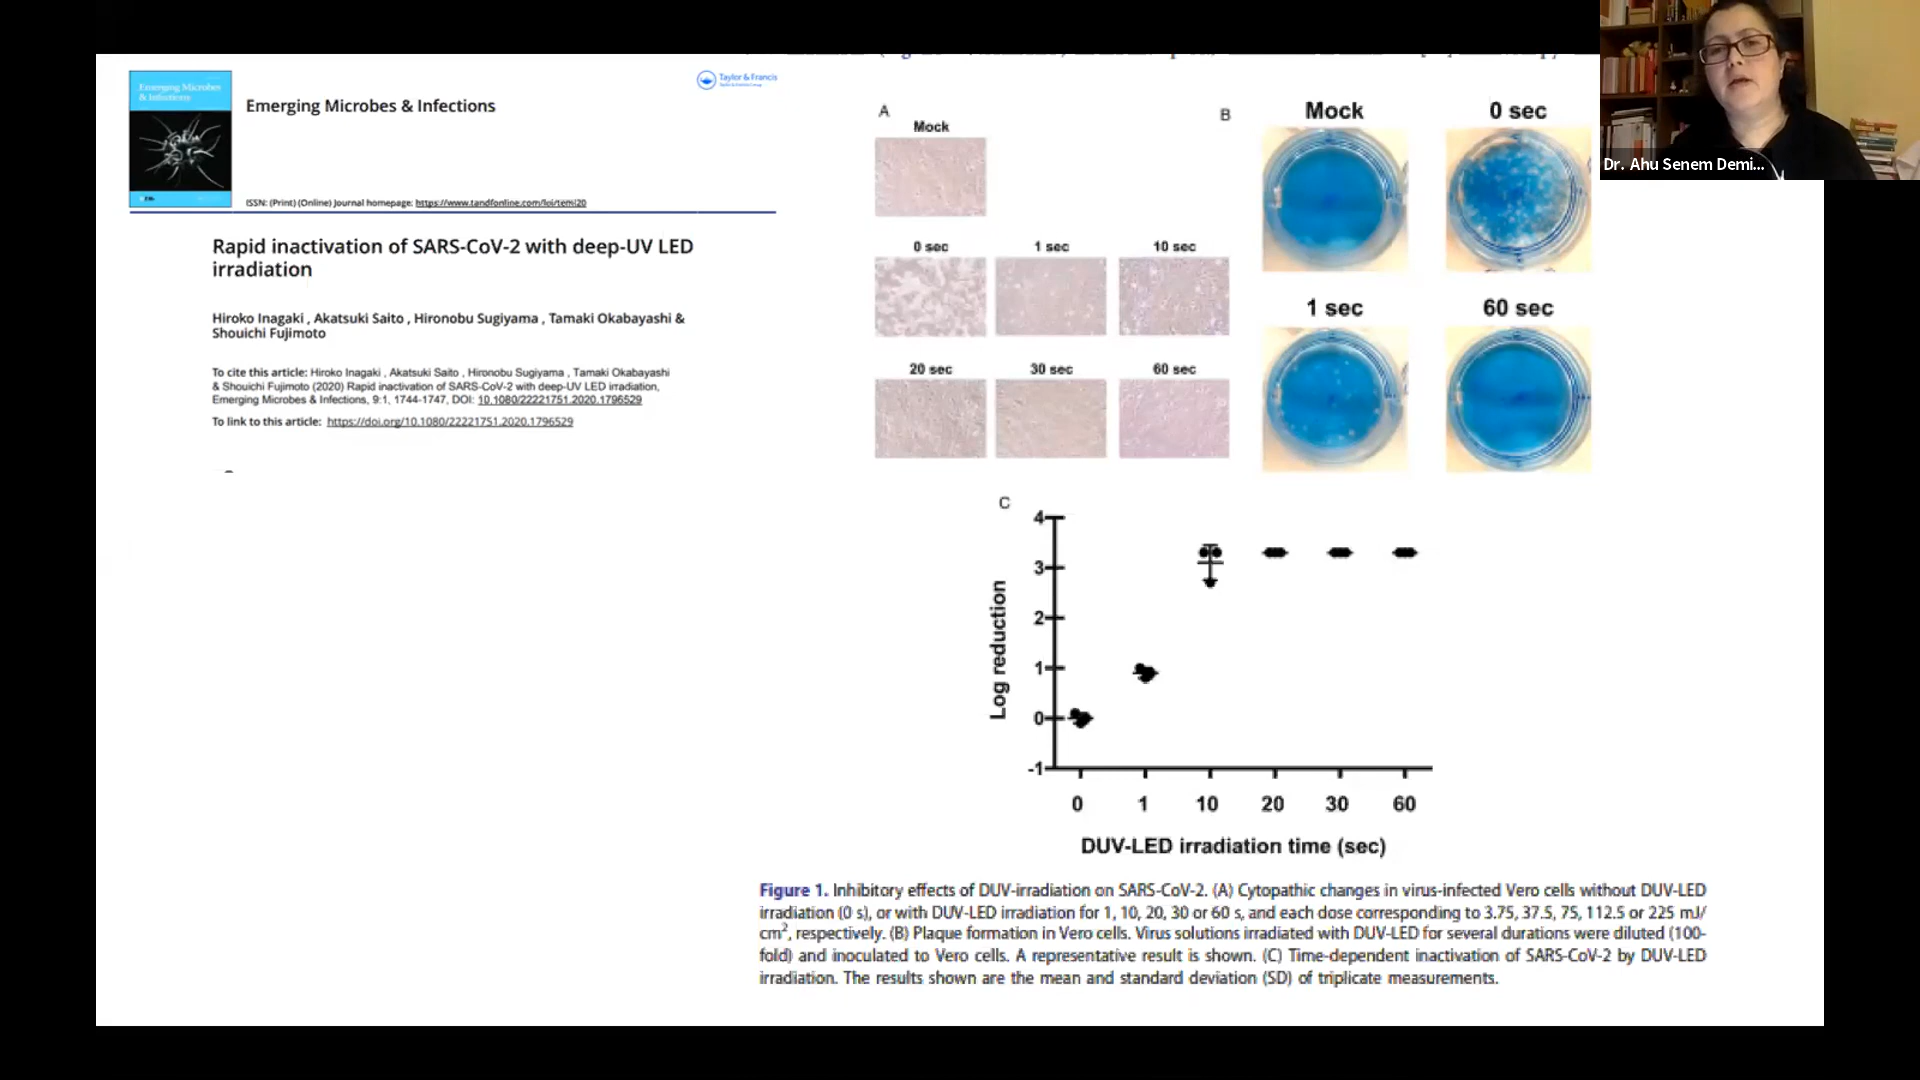 Emerging Microbes
& Infections
Taylor & Francis
Emerging Microbes & Infections
ISSN: (Print) (Online) Journal homepage: https://www.tandfonline.com/loi/temi20
Rapid inactivation of SARS-CoV-2 with deep-UV LED
irradiation
Hiroko Inagaki , Akatsuki Saito , Hironobu Sugiyama , Tamaki Okabayashi &
Shouichi Fujimoto
To cite this article: Hiroko Inagaki , Akatsuki Saito , Hironobu Sugiyama , Tamaki Okabayashi
& Shouichi Fujimoto (2020) Rapid inactivation of SARS-CoV-2 with deep-UV LED irradiation,
Emerging Microbes & Infections, 9:1, 1744-1747, DOI: 10.1080/22221751.2020.1796529
To link to this article: https://doi.org/10.1080/22221751.2020.1796529
A
Mock
0 sec 1 sec 10 sec
20 sec 30 sec 60 sec
B
Mock 0 sec
1 sec 60 sec
C
4
3
2
1
0
-1
Log reduction
0 1 10 20 30 60
DUV-LED irradiation time (sec)
Figure 1. Inhibitory effects of DUV-irradiation on SARS-CoV-2. (A) Cytopathic changes in virus-infected Vero cells without DUV-LED
irradiation (0 s), or with DUV-LED irradiation for 1, 10, 20, 30 or 60 s, and each dose corresponding to 3.75, 37.5, 75, 112.5 or 225 mJ/
cm², respectively. (B) Plaque formation in Vero cells. Virus solutions irradiated with DUV-LED for several durations were diluted (100-
fold) and inoculated to Vero cells. A representative result is shown. (C) Time-dependent inactivation of SARS-CoV-2 by DUV-LED
irradiation. The results shown are the mean and standard deviation (SD) of triplicate measurements.
Dr. Ahu Senem Demi...